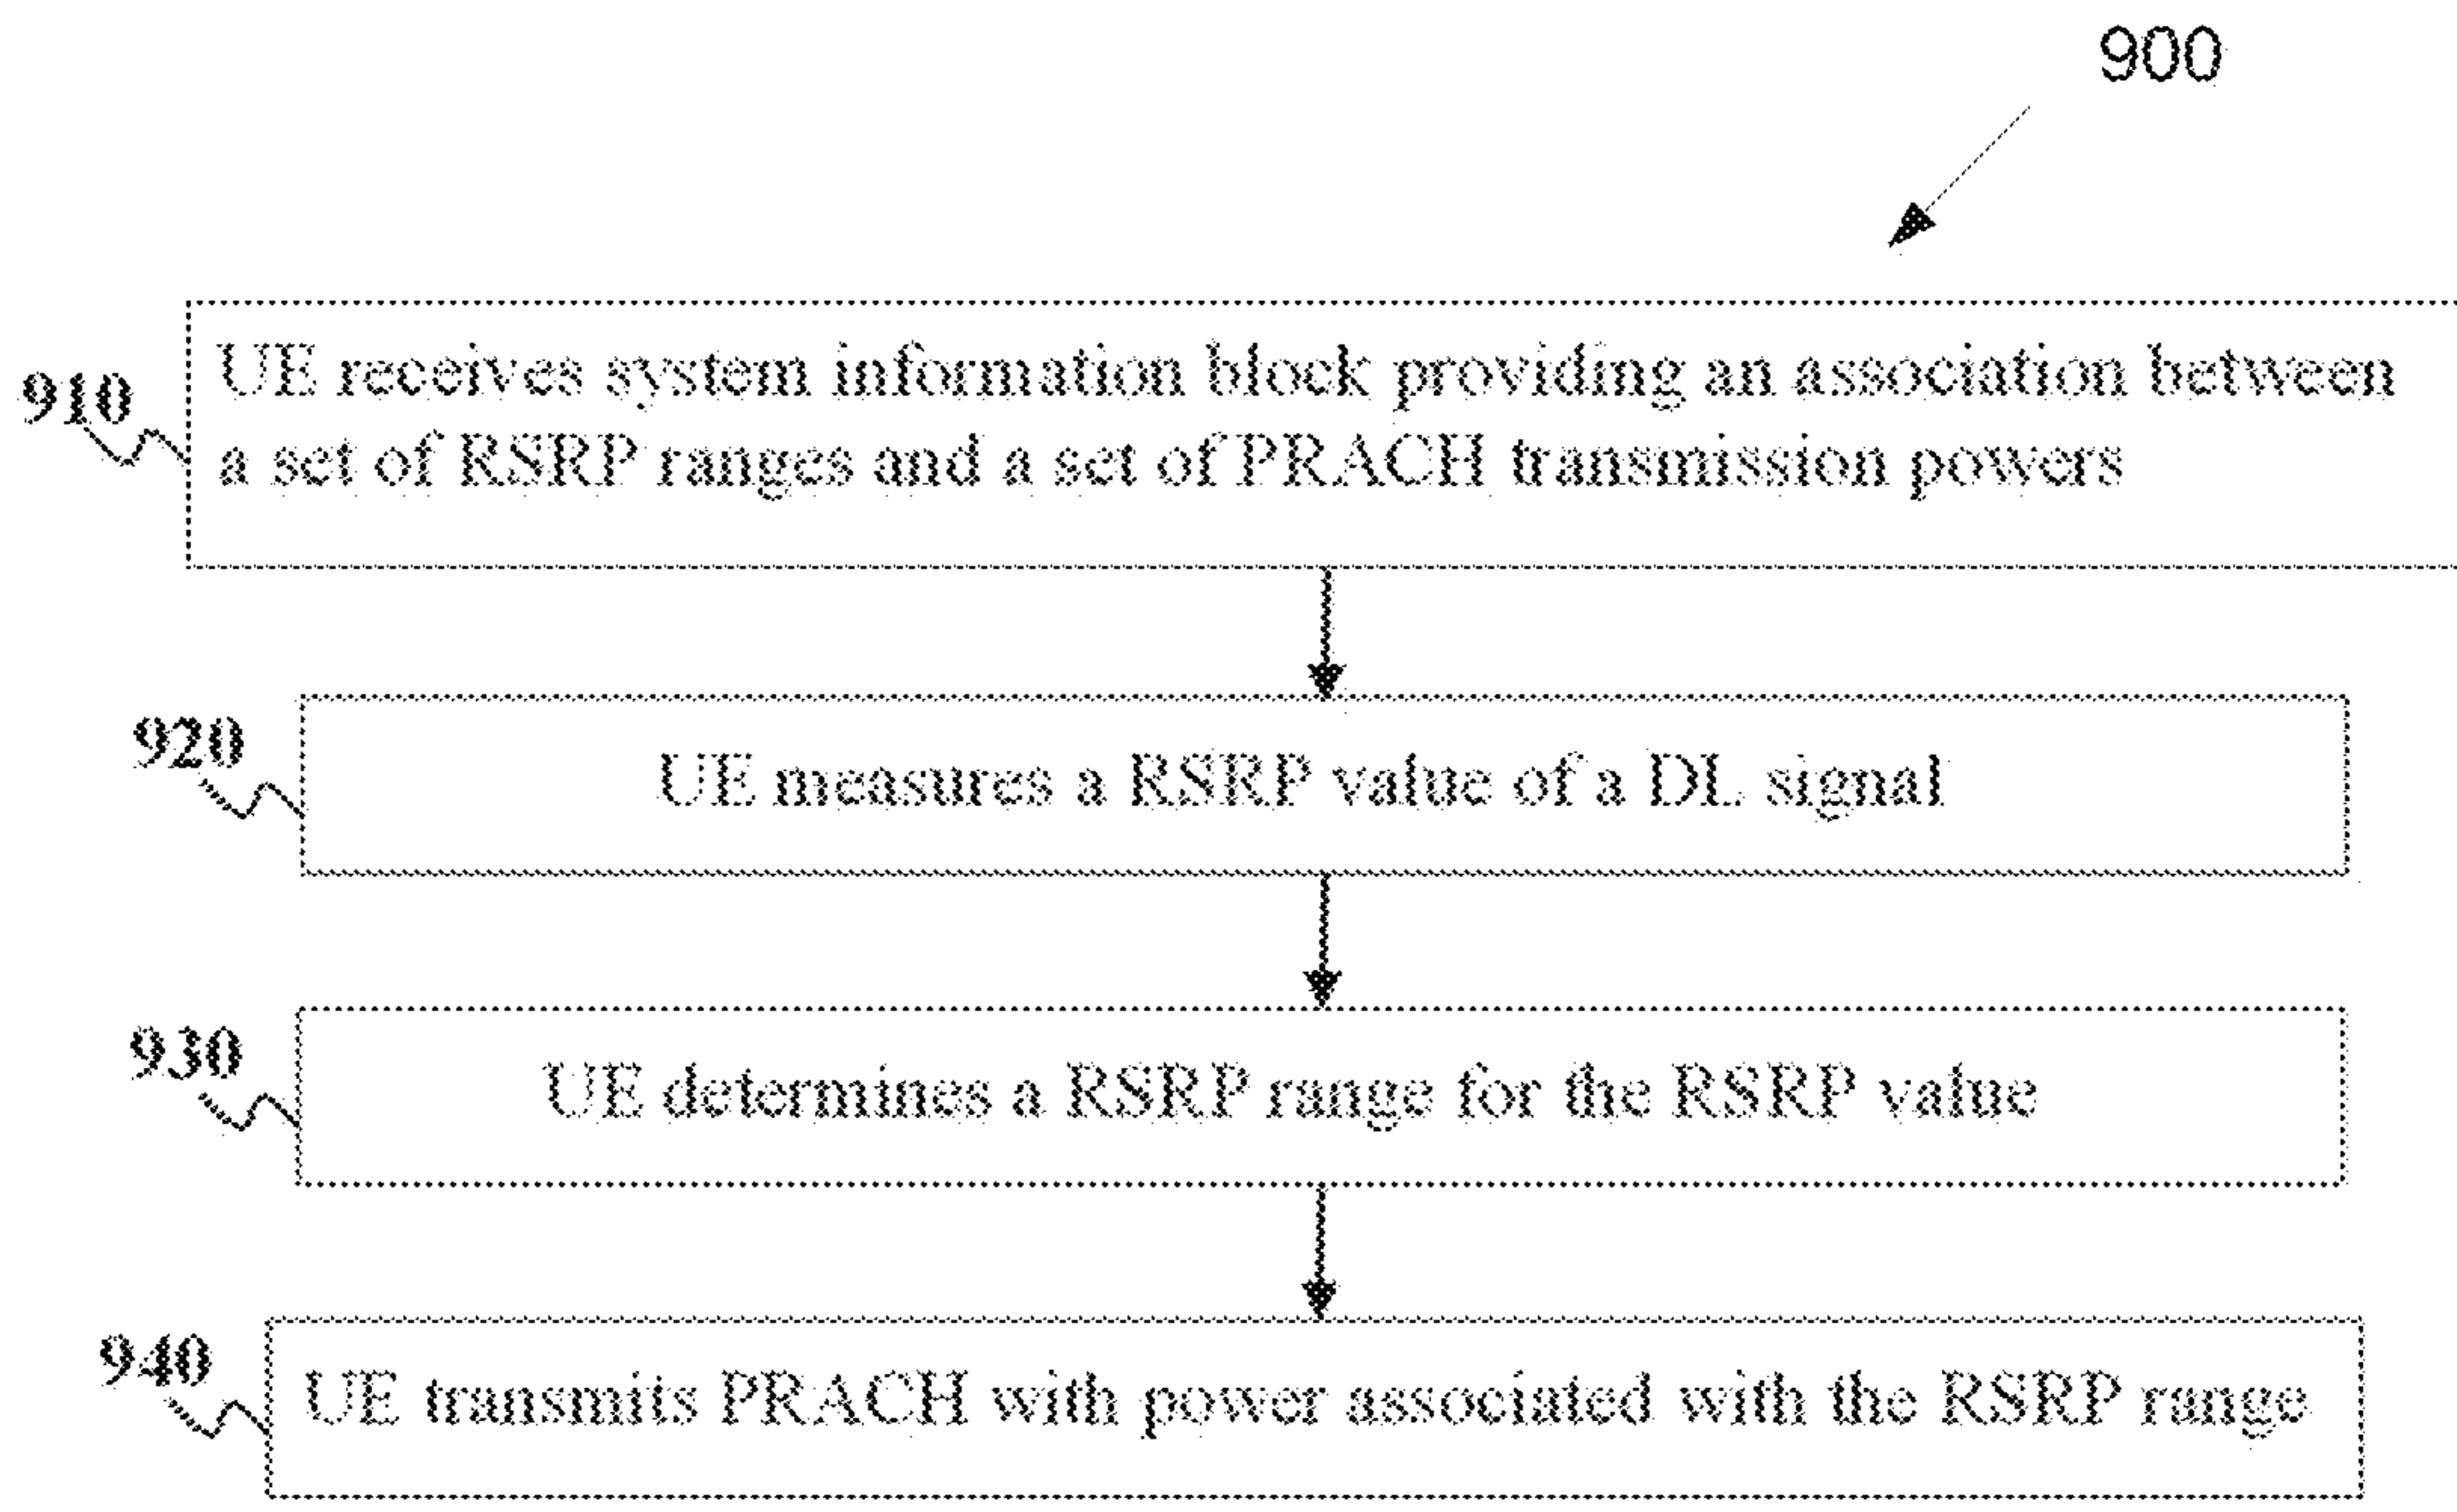 900
910
UE receives system information block providing an association between
a set of RSRP ranges and a set of PRACH transmission powers
920
UE measures a RSRP value of a DL signal
930
UE determines a RSRP range for the RSRP value
940
UE transmits PRACH with power associated with the RSRP range